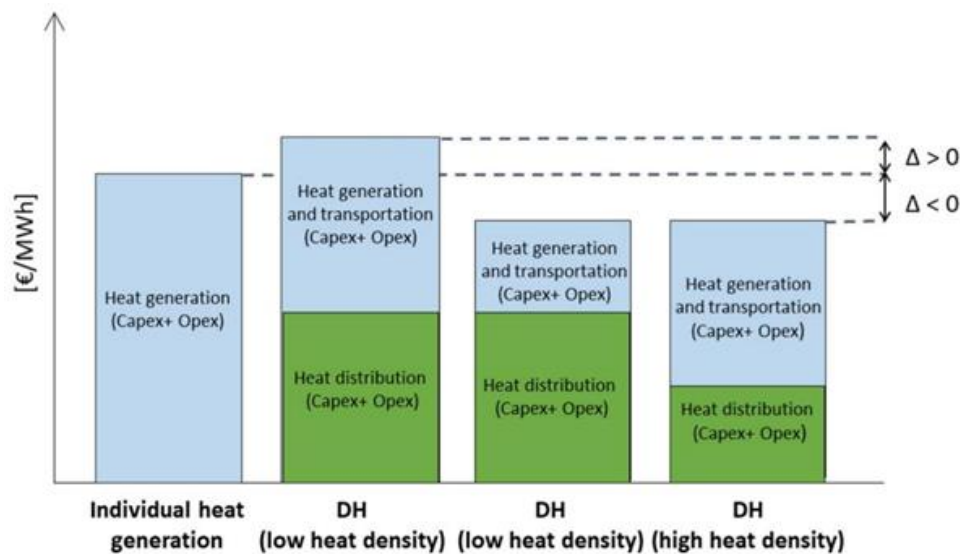 [€/MWh]
Heat generation
(Capex+ Opex)
Heat generation
and transportation
(Capex+ Opex)
Heat distribution
(Capex+ Opex)
Heat generation
and transportation
(Capex+ Opex)
Heat distribution
(Capex+ Opex)
Heat generation
and transportation
(Capex+ Opex)
Heat distribution
(Capex+ Opex)
Δ > 0
Δ < 0
Individual heat
generation
DH
(low heat density)
DH
(low heat density)
DH
(high heat density)